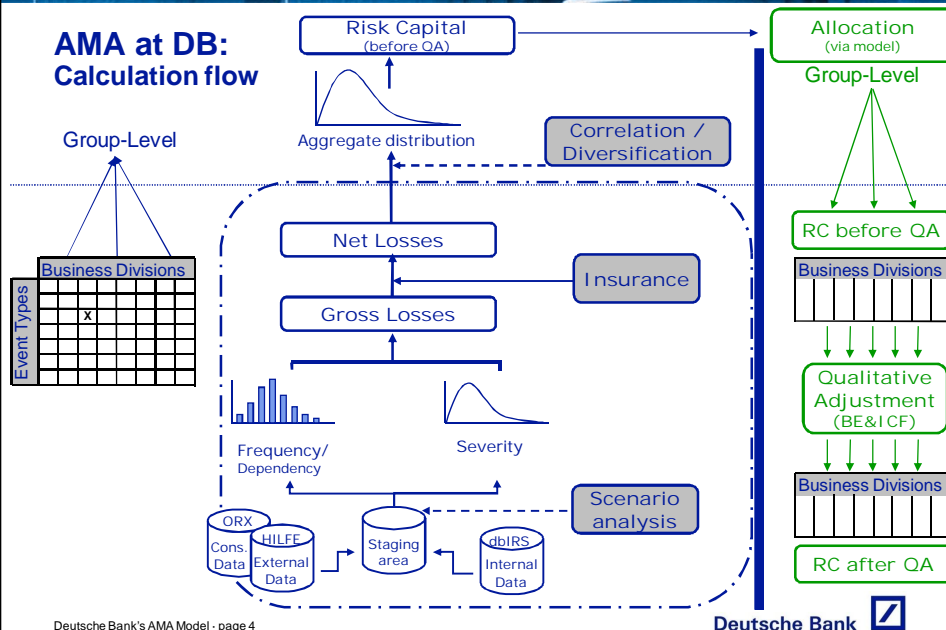 AMA at DB:
Calculation flow
Risk Capital
(before QA)
Allocation
(via model)
Group-Level
Group-Level
Aggregate distribution
Correlation /
Diversification
Net Losses
RC before QA
Business Divisions
Event Types
x
Insurance
Business Divisions
Gross Losses
Qualitative
Adjustment
(BE&ICF)
Frequency/
Dependency
Severity
Business Divisions
Scenario
analysis
ORX
Cons.
Data
HILFE
External
Data
Staging
area
dbIRS
Internal
Data
RC after QA
Deutsche Bank's AMA Model · page 4
Deutsche Bank